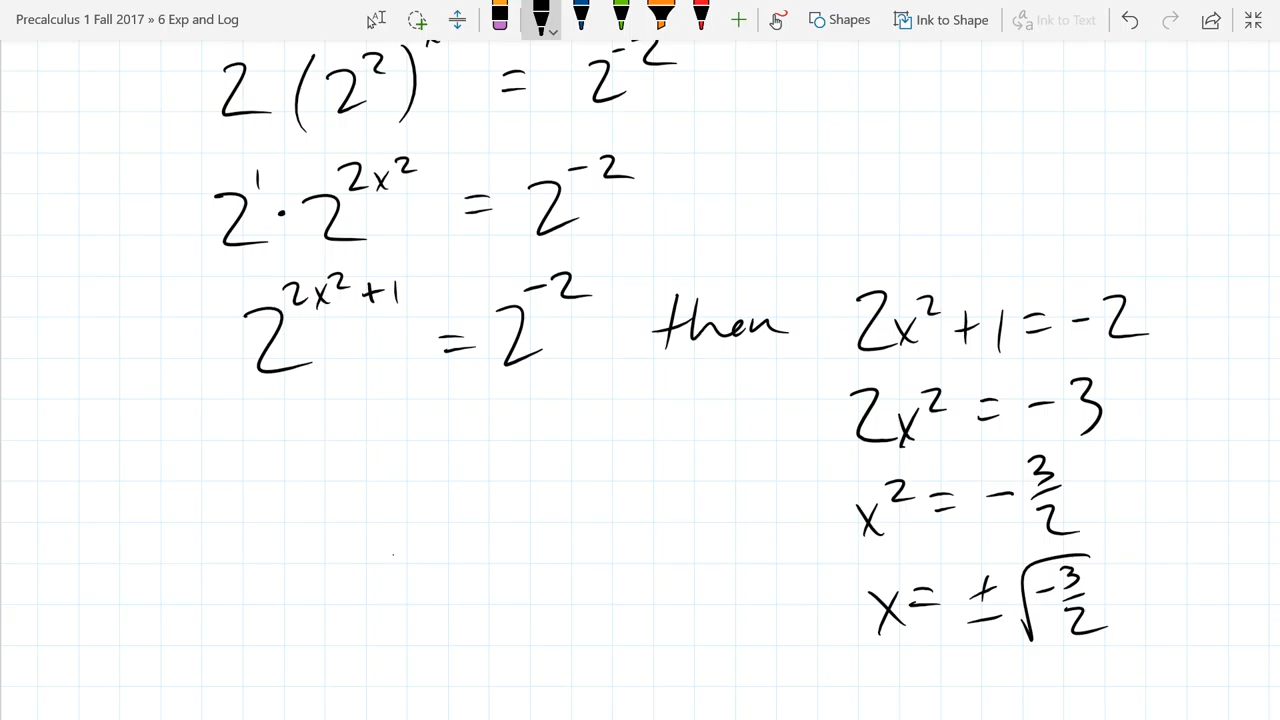 Precalculus 1 Fall 2017 » 6 Exp and Log
Shapes
Ink to Shape
Ink to Text
2 (2²)ˣ = 2⁻²
2¹ · 2^{2x²} = 2⁻²
2^{2x²+1} = 2⁻² then 2x² + 1 = -2
2x² = -3
x² = -3/2
x = ±√(-3/2)